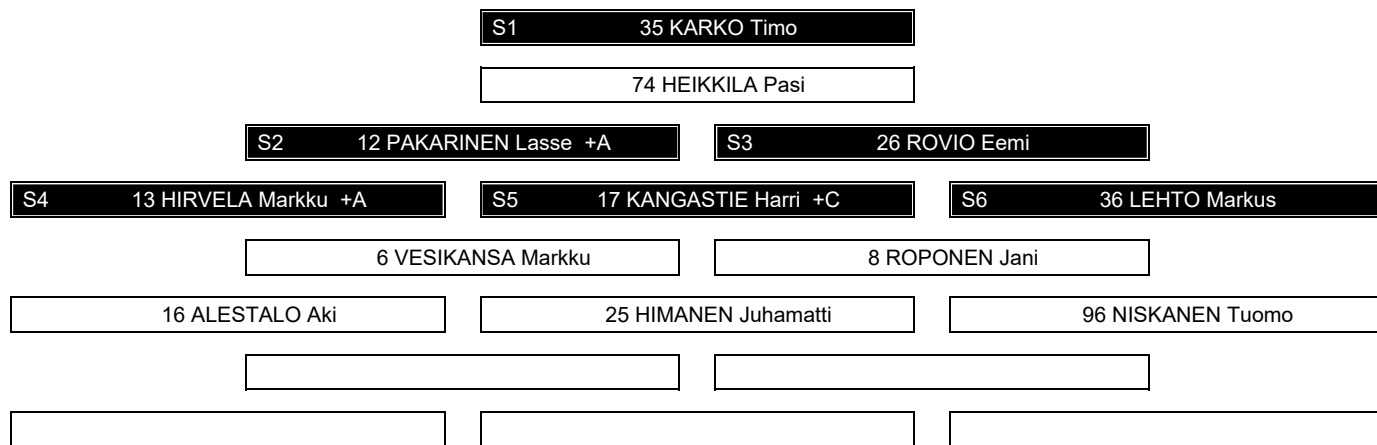 S1 35 KARKO Timo
74 HEIKKILA Pasi
S2 12 PAKARINEN Lasse +A S3 26 ROVIO Eemi
S4 13 HIRVELA Markku +A S5 17 KANGASTIE Harri +C S6 36 LEHTO Markus
6 VESIKANSA Markku 8 ROPONEN Jani
16 ALESTALO Aki 25 HIMANEN Juhamatti 96 NISKANEN Tuomo